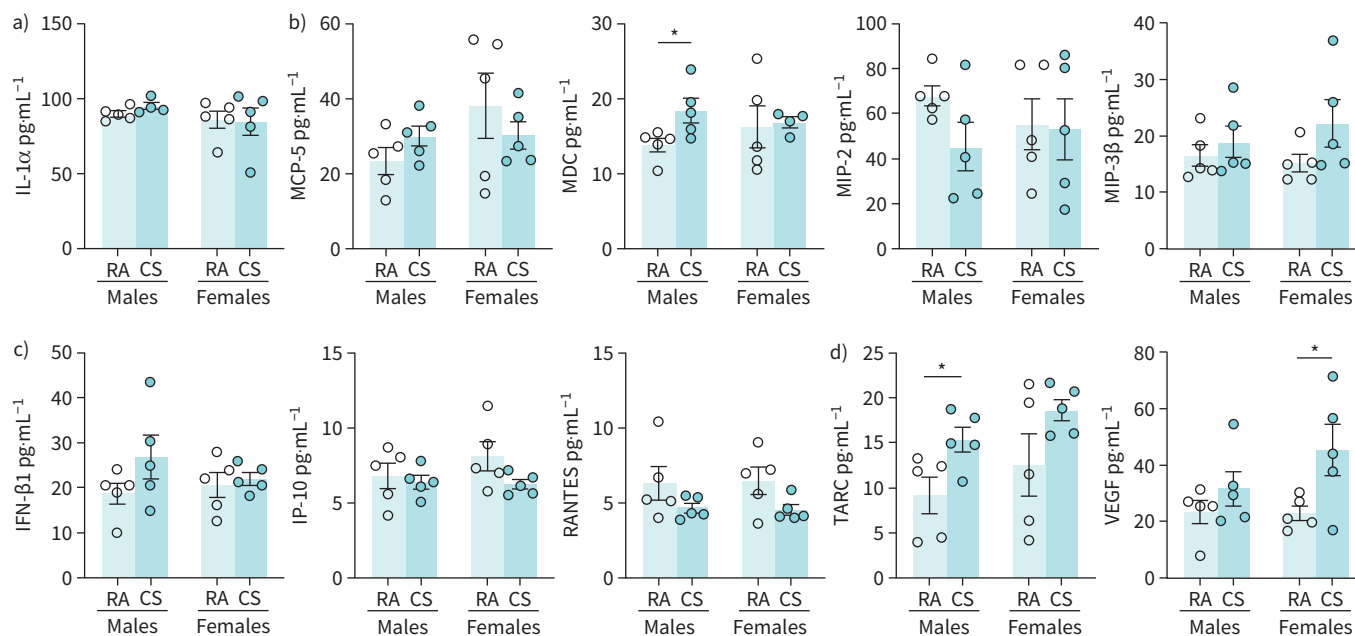 a)
IL-1α pg·mL⁻¹
150
100
50
0
RA CS RA CS
Males Females
b)
MCP-5 pg·mL⁻¹
60
40
20
0
RA CS RA CS
Males Females
MDC pg·mL⁻¹
30
20
10
0
*
RA CS RA CS
Males Females
MIP-2 pg·mL⁻¹
100
80
60
40
20
0
RA CS RA CS
Males Females
MIP-3β pg·mL⁻¹
40
30
20
10
0
RA CS RA CS
Males Females
c)
IFN-β1 pg·mL⁻¹
50
40
30
20
10
0
RA CS RA CS
Males Females
IP-10 pg·mL⁻¹
15
10
5
0
RA CS RA CS
Males Females
RANTES pg·mL⁻¹
15
10
5
0
RA CS RA CS
Males Females
d)
TARC pg·mL⁻¹
25
20
15
10
5
0
*
RA CS RA CS
Males Females
VEGF pg·mL⁻¹
80
60
40
20
0
*
RA CS RA CS
Males Females